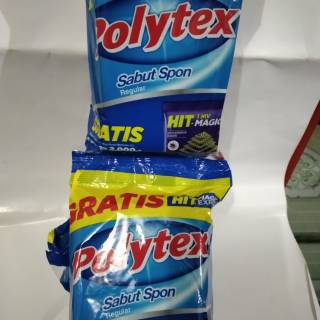 Polytex
Sabut Spon
Regular
GRATIS
HIT
MAGIC
GRATIS HIT
Polytex
Sabut Spon
Regular